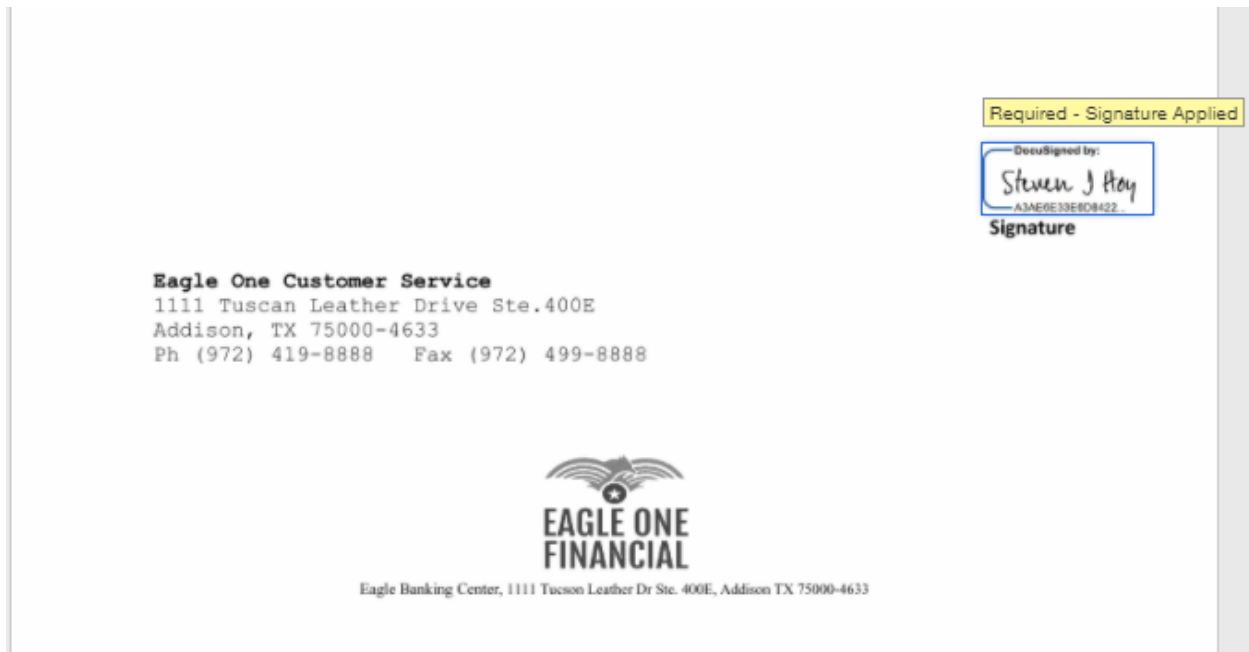 Required - Signature Applied
DocuSigned by:
Steven J Hoy
A3AE6E33E6D8422...
Signature
Eagle One Customer Service
1111 Tuscan Leather Drive Ste.400E
Addison, TX 75000-4633
Ph (972) 419-8888 Fax (972) 499-8888
EAGLE ONE
FINANCIAL
Eagle Banking Center, 1111 Tucson Leather Dr Ste. 400E, Addison TX 75000-4633